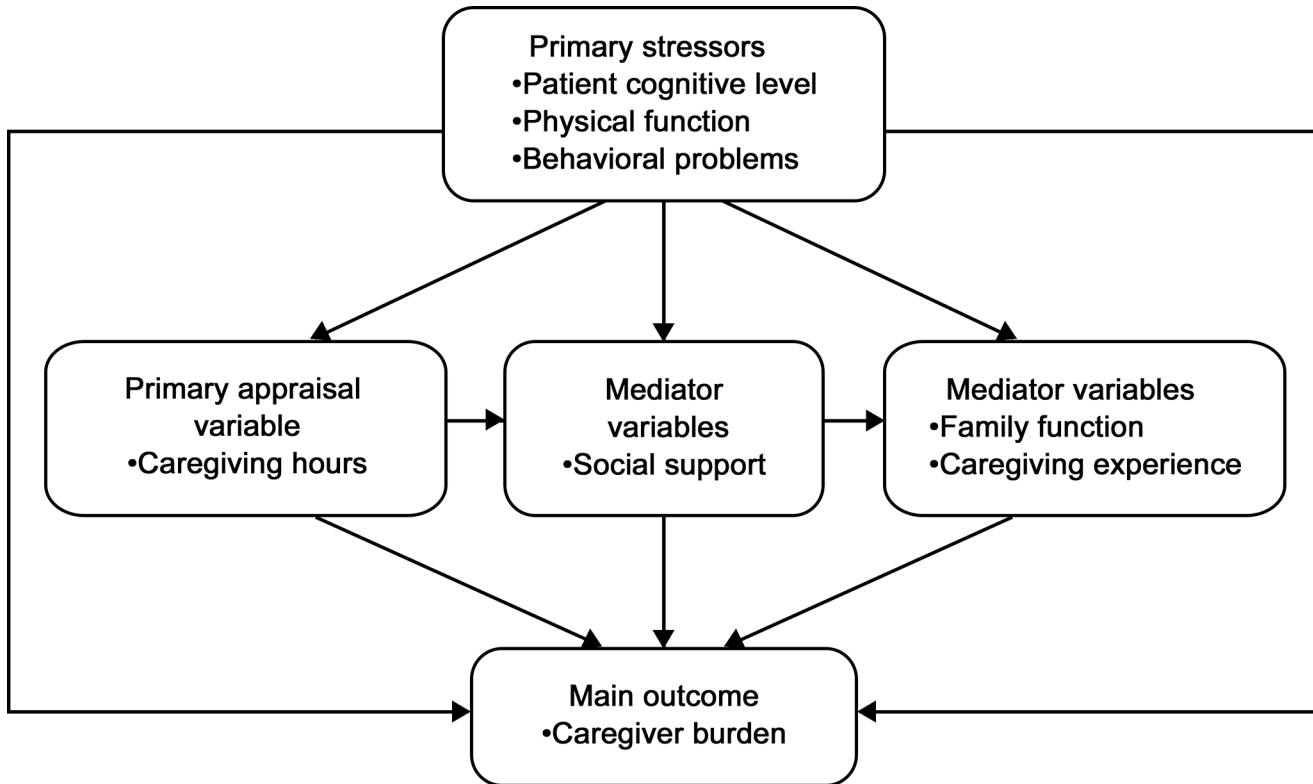 Primary stressors
•Patient cognitive level
•Physical function
•Behavioral problems
Primary appraisal
variable
•Caregiving hours
Mediator
variables
•Social support
Mediator variables
•Family function
•Caregiving experience
Main outcome
•Caregiver burden